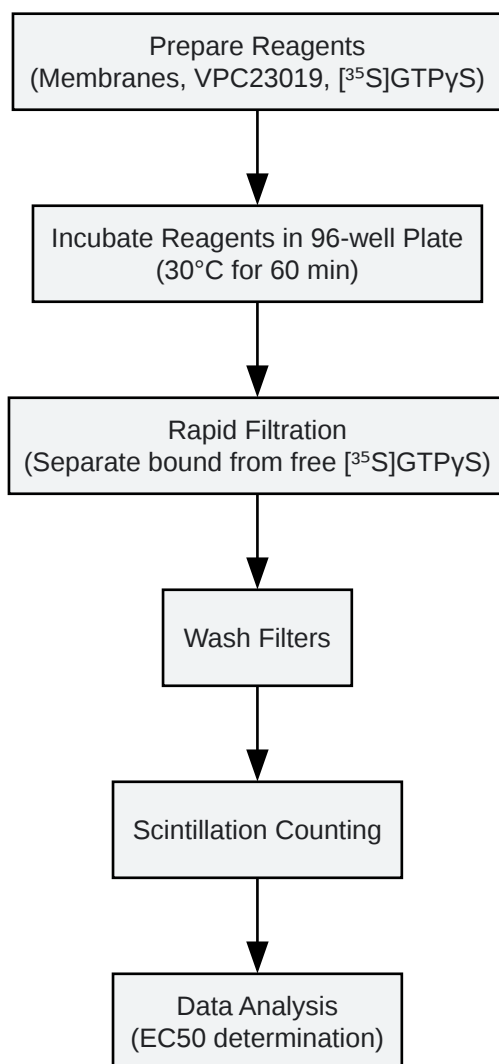 Prepare Reagents
(Membranes, VPC23019, [³⁵S]GTPγS)
Incubate Reagents in 96-well Plate
(30°C for 60 min)
Rapid Filtration
(Separate bound from free [³⁵S]GTPγS)
Wash Filters
Scintillation Counting
Data Analysis
(EC50 determination)